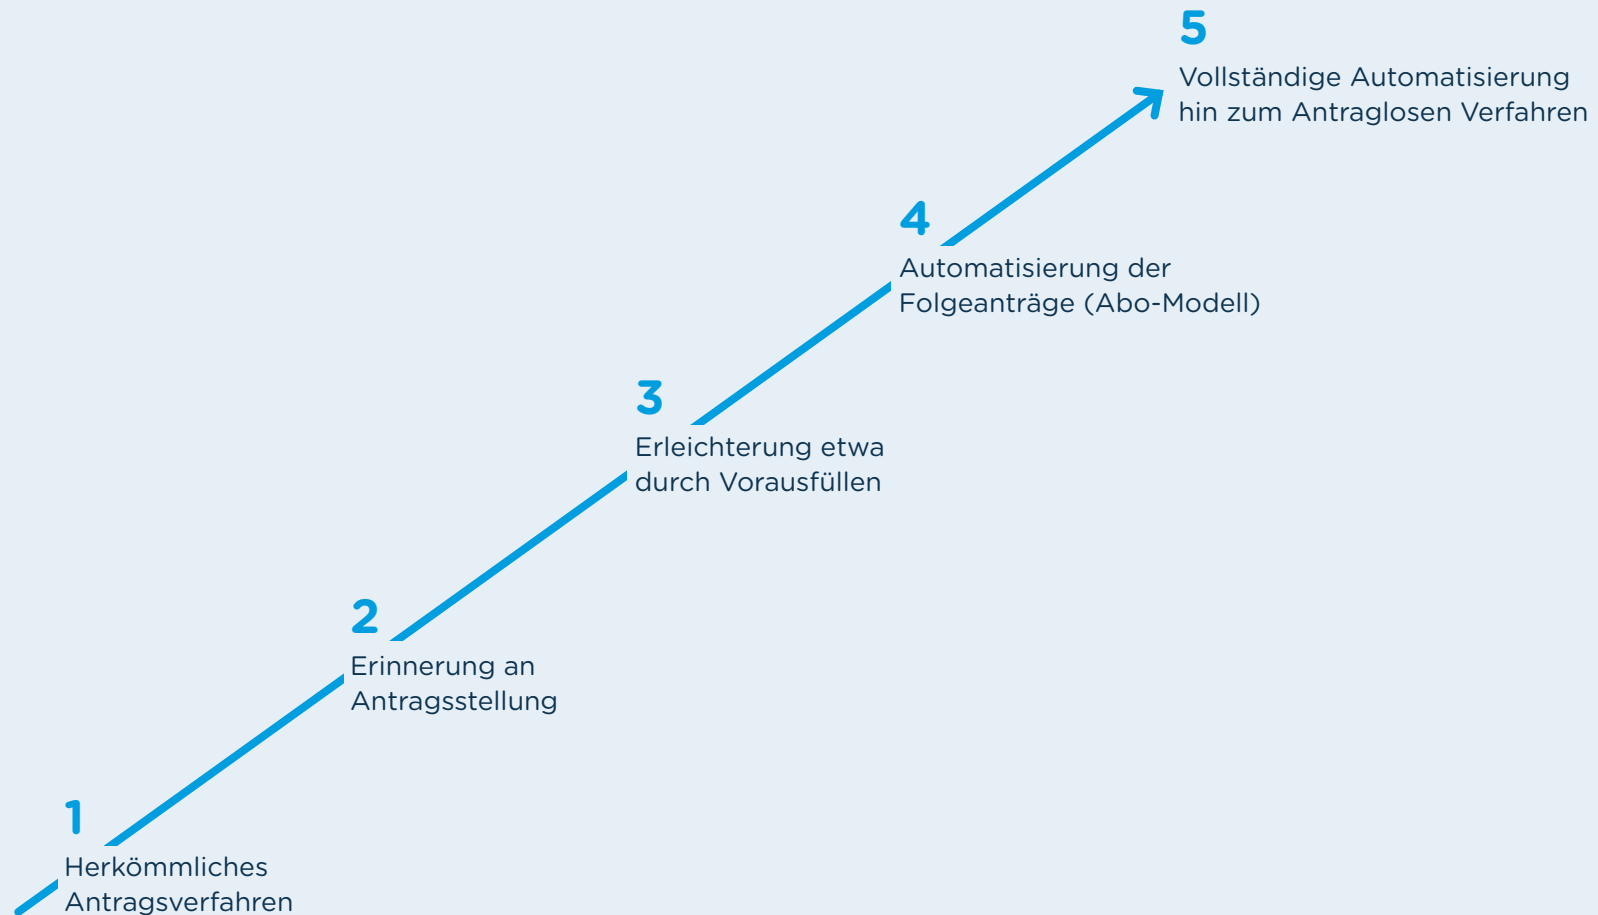 5
Vollständige Automatisierung
hin zum Antraglosen Verfahren
4
Automatisierung der
Folgeanträge (Abo-Modell)
3
Erleichterung etwa
durch Vorausfüllen
2
Erinnerung an
Antragsstellung
1
Herkömmliches
Antragsverfahren